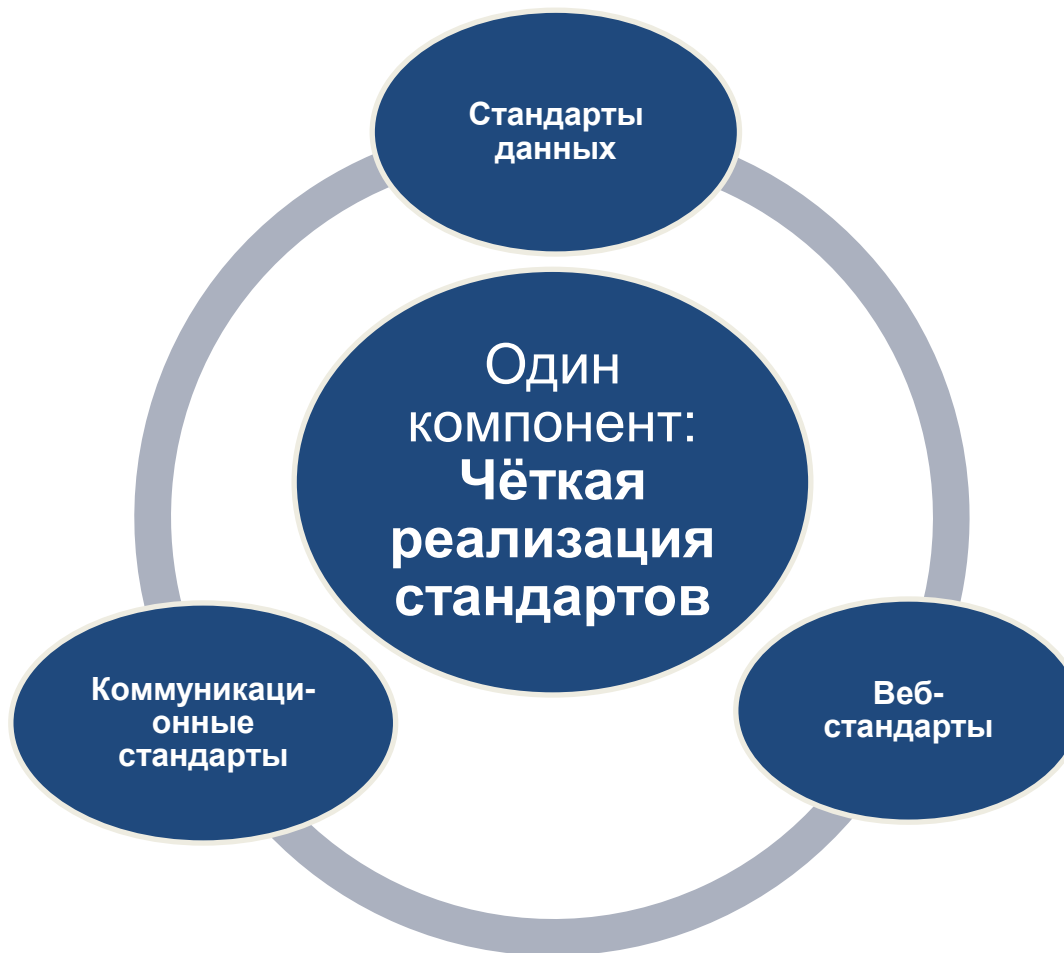 Стандарты
данных
Один
компонент:
Чёткая
реализация
стандартов
Коммуникаци-
онные
стандарты
Веб-
стандарты